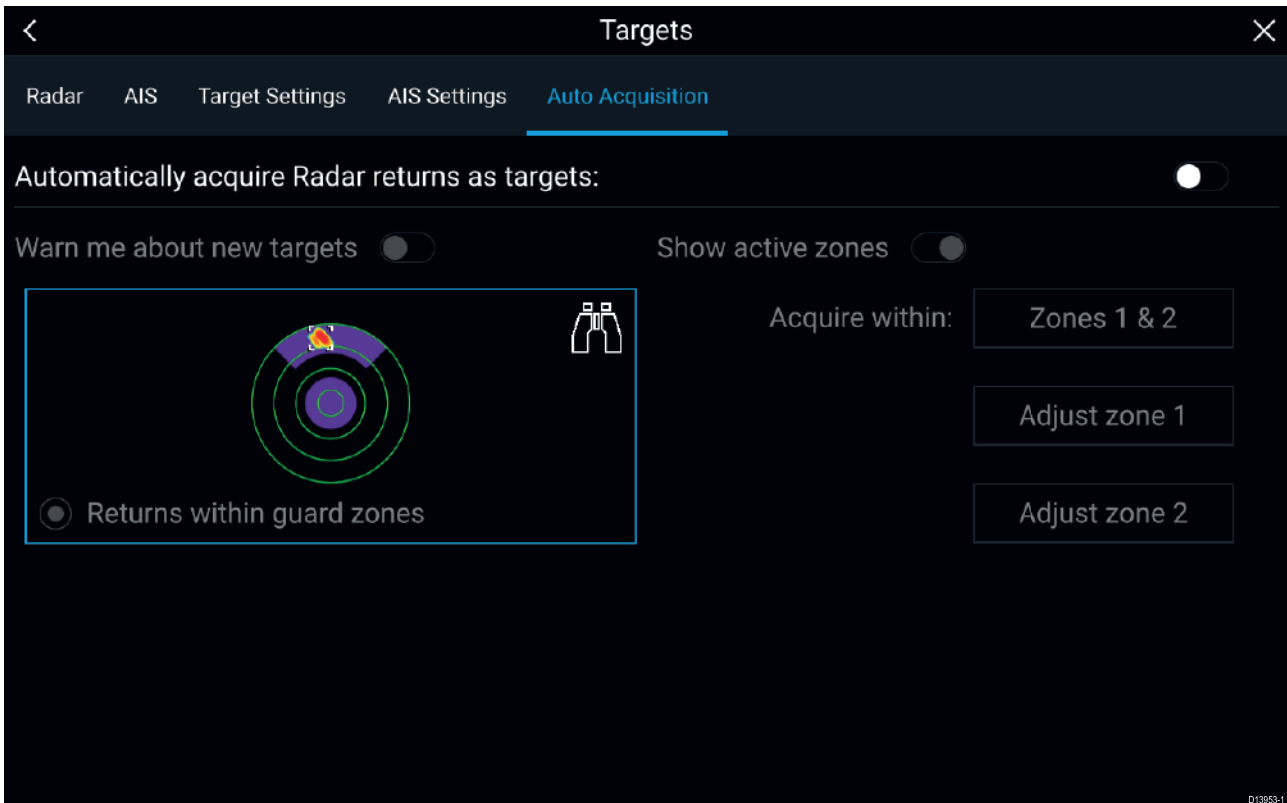 Targets
Radar AIS Target Settings AIS Settings Auto Acquisition
Automatically acquire Radar returns as targets:
Warn me about new targets Show active zones
Acquire within: Zones 1 & 2
Adjust zone 1
Returns within guard zones Adjust zone 2
D13953-1